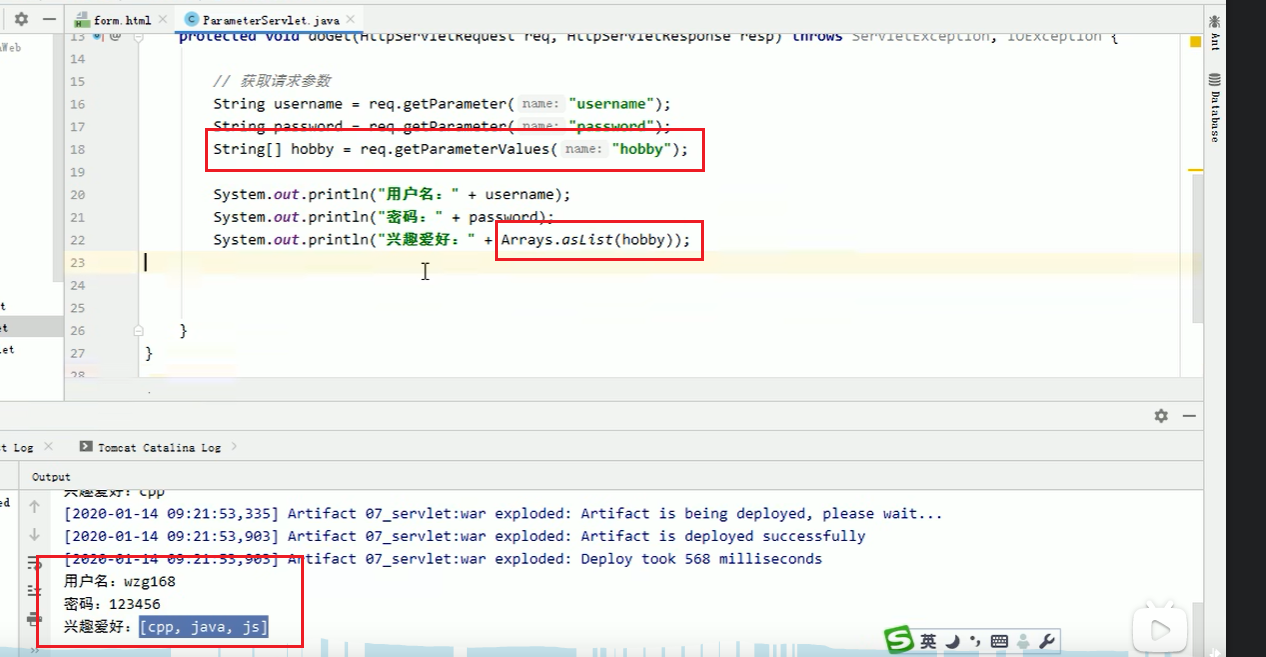 form.html
ParameterServlet.java
Ant
Database
Web
13
protected void doGet(HttpServletRequest req, HttpServletResponse resp) throws ServletException, IOException {
14
15 // 获取请求参数
16 String username = req.getParameter( name: "username");
17 String password = req.getParameter( name: "password");
18 String[] hobby = req.getParameterValues( name: "hobby");
19
20 System.out.println("用户名：" + username);
21 System.out.println("密码：" + password);
22 System.out.println("兴趣爱好：" + Arrays.asList(hobby));
23
24
25
26 }
27 }
28
t Log
Tomcat Catalina Log
Output
兴趣爱好：cpp
[2020-01-14 09:21:53,335] Artifact 07_servlet:war exploded: Artifact is being deployed, please wait...
[2020-01-14 09:21:53,903] Artifact 07_servlet:war exploded: Artifact is deployed successfully
[2020-01-14 09:21:53,903] Artifact 07_servlet:war exploded: Deploy took 568 milliseconds
用户名：wzg168
密码：123456
兴趣爱好：[cpp, java, js]
英